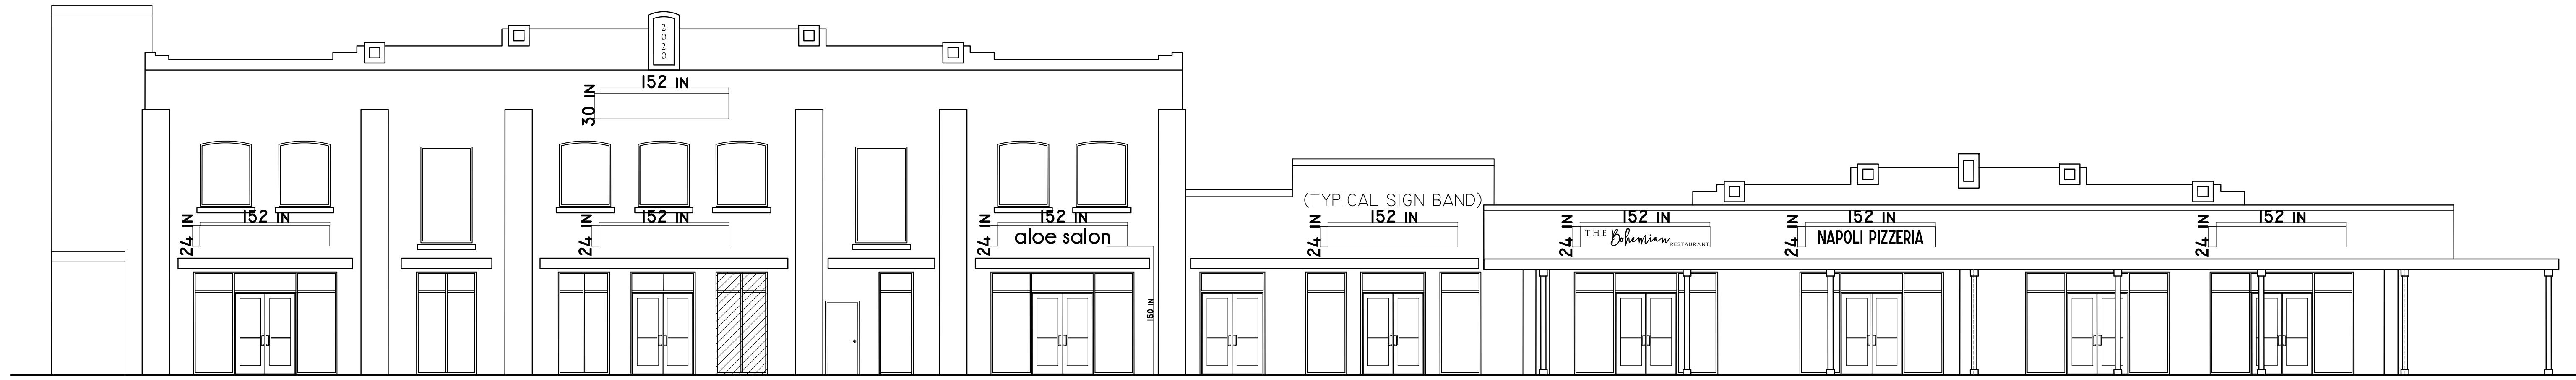 2020
152 IN
30 IN
152 IN
24 IN
152 IN
24 IN
152 IN
24 IN
aloe salon
150 IN
(TYPICAL SIGN BAND)
152 IN
24 IN
152 IN
24 IN
THE Bohemian RESTAURANT
152 IN
24 IN
NAPOLI PIZZERIA
152 IN
24 IN